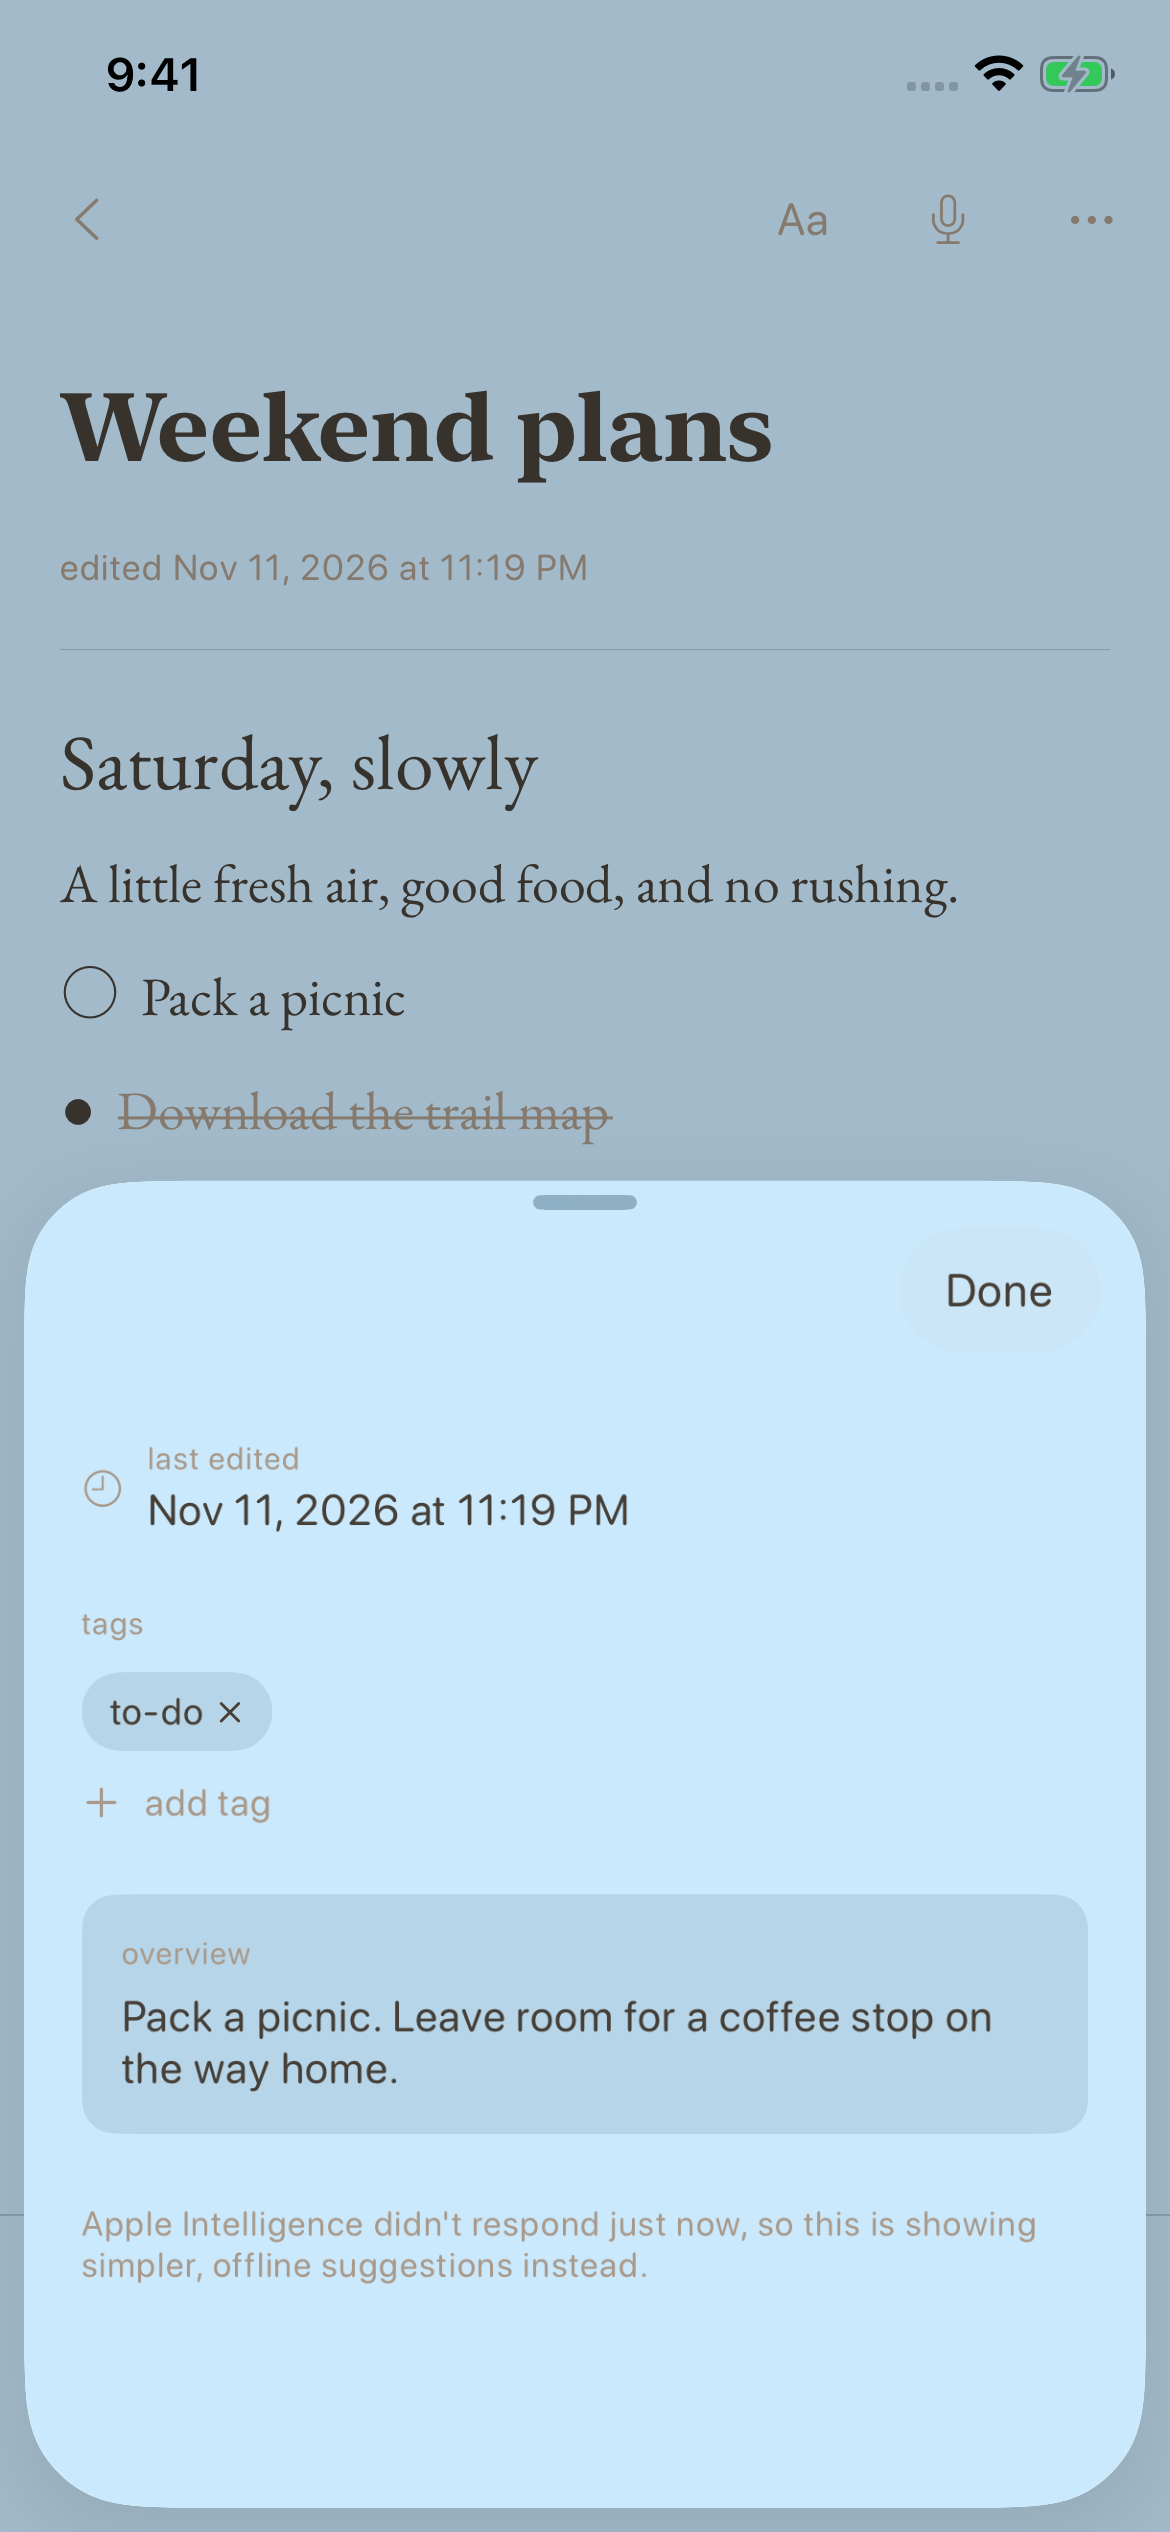 9:41
Aa
Weekend plans
edited Nov 11, 2026 at 11:19 PM
Saturday, slowly
A little fresh air, good food, and no rushing.
Pack a picnic
Download the trail map
Done
last edited
Nov 11, 2026 at 11:19 PM
tags
to-do
add tag
overview
Pack a picnic. Leave room for a coffee stop on
the way home.
Apple Intelligence didn't respond just now, so this is showing
simpler, offline suggestions instead.